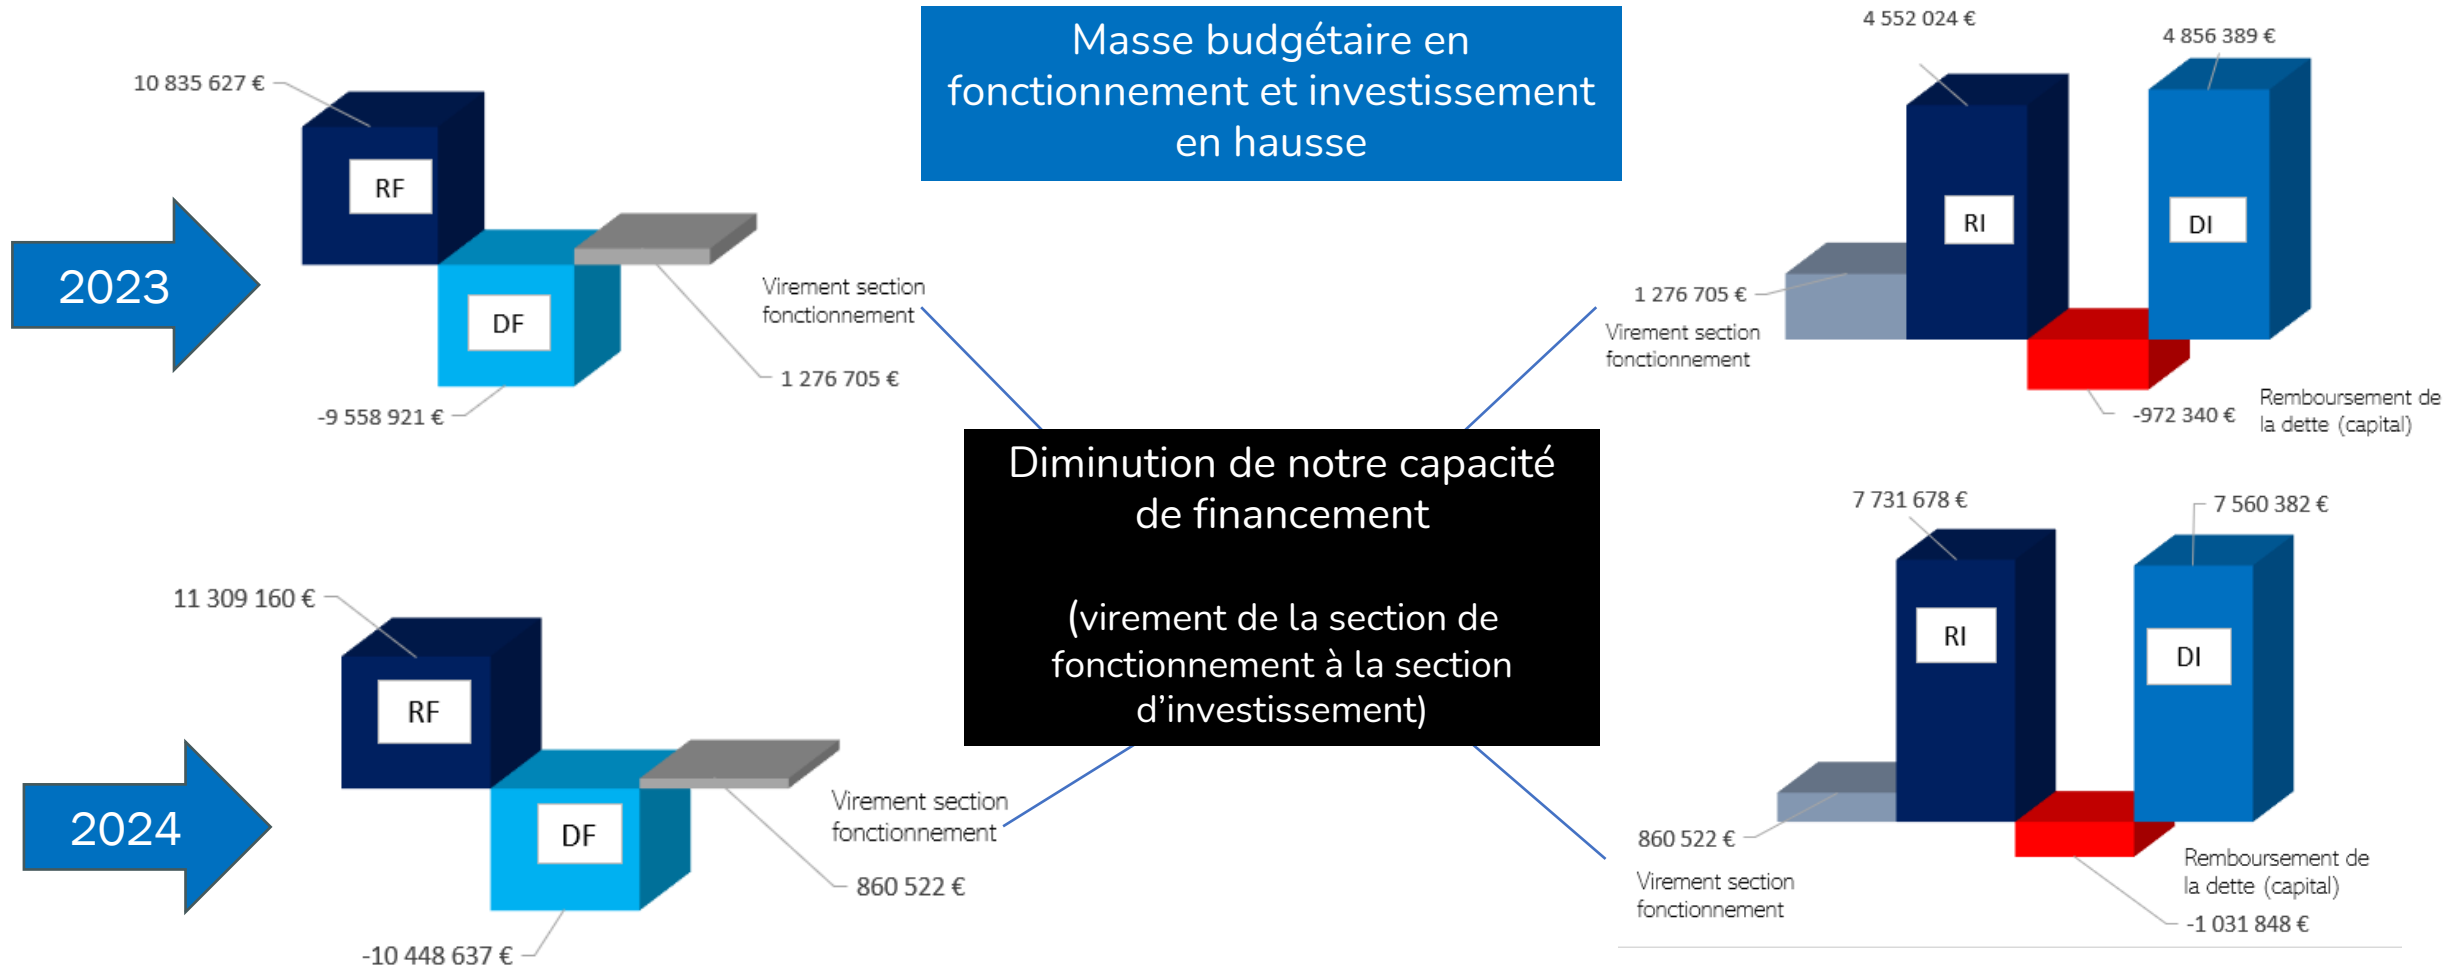 Masse budgétaire en
fonctionnement et investissement
en hausse
2023
10 835 627 €
RF
DF
-9 558 921 €
Virement section
fonctionnement
1 276 705 €
4 552 024 €
4 856 389 €
RI
DI
1 276 705 €
Virement section
fonctionnement
-972 340 €
Remboursement de
la dette (capital)
Diminution de notre capacité
de financement
(virement de la section de
fonctionnement à la section
d’investissement)
2024
11 309 160 €
RF
DF
-10 448 637 €
Virement section
fonctionnement
860 522 €
7 731 678 €
7 560 382 €
RI
DI
860 522 €
Virement section
fonctionnement
Remboursement de
la dette (capital)
-1 031 848 €